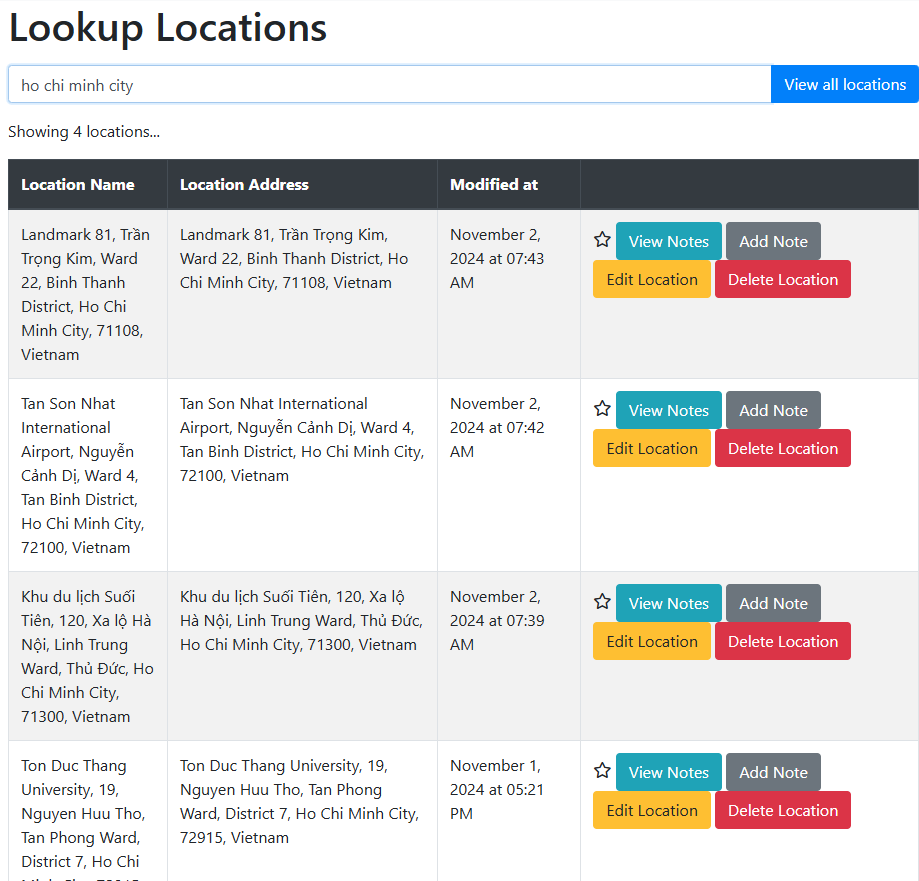 Lookup Locations
ho chi minh city
View all locations
Showing 4 locations...
Location Name
Location Address
Modified at
Landmark 81, Trần
Trọng Kim, Ward
22, Binh Thanh
District, Ho Chi
Minh City, 71108,
Vietnam
Landmark 81, Trần Trọng Kim,
Ward 22, Binh Thanh District, Ho
Chi Minh City, 71108, Vietnam
November 2,
2024 at 07:43
AM
View Notes
Add Note
Edit Location
Delete Location
Tan Son Nhat
International
Airport, Nguyễn
Cảnh Dị, Ward 4,
Tan Binh District,
Ho Chi Minh City,
72100, Vietnam
Tan Son Nhat International
Airport, Nguyễn Cảnh Dị, Ward 4,
Tan Binh District, Ho Chi Minh City,
72100, Vietnam
November 2,
2024 at 07:42
AM
View Notes
Add Note
Edit Location
Delete Location
Khu du lịch Suối
Tiên, 120, Xa lộ Hà
Nội, Linh Trung
Ward, Thủ Đức, Ho
Chi Minh City,
71300, Vietnam
Khu du lịch Suối Tiên, 120, Xa lộ
Hà Nội, Linh Trung Ward, Thủ Đức,
Ho Chi Minh City, 71300, Vietnam
November 2,
2024 at 07:39
AM
View Notes
Add Note
Edit Location
Delete Location
Ton Duc Thang
University, 19,
Nguyen Huu Tho,
Tan Phong Ward,
District 7, Ho Chi
Ton Duc Thang University, 19,
Nguyen Huu Tho, Tan Phong
Ward, District 7, Ho Chi Minh City,
72915, Vietnam
November 1,
2024 at 05:21
PM
View Notes
Add Note
Edit Location
Delete Location